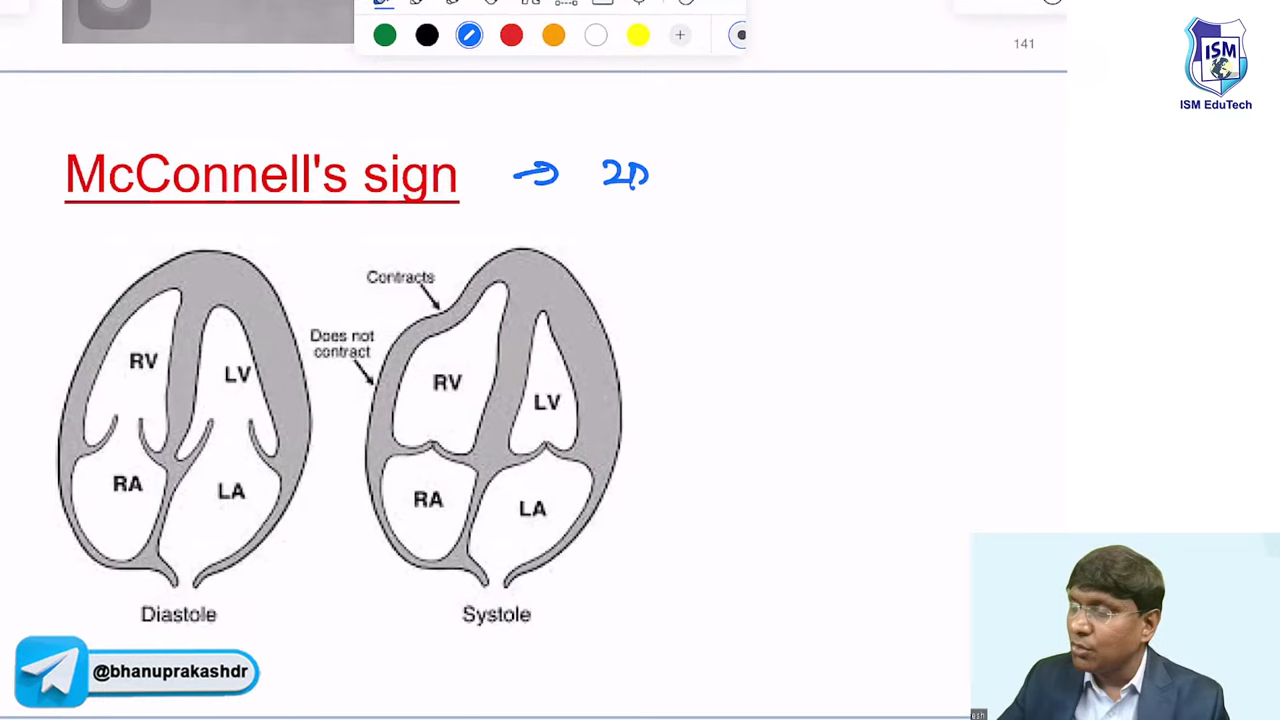 141
ISM
ISM EduTech
McConnell's sign → 2D
Contracts
Does not
contract
RV
LV
RA
LA
RV
LV
RA
LA
Diastole
Systole
@bhanuprakashdr
esh